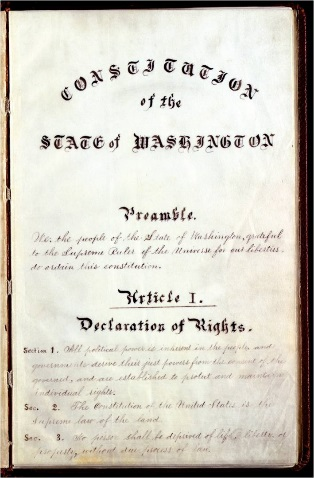 CONSTITUTION
of the
STATE of WASHINGTON
Preamble.
We, the people of the State of Washington, grateful
to the Supreme Ruler of the Universe for our liberties,
do ordain this constitution.
Article I.
Declaration of Rights.
Section 1. All political power is inherent in the people, and
governments derive their just powers from the consent of the
governed, and are established to protect and maintain
individual rights.
Sec. 2. The Constitution of the United States is the
supreme law of the land.
Sec. 3. No person shall be deprived of life, liberty, or
property, without due process of law.